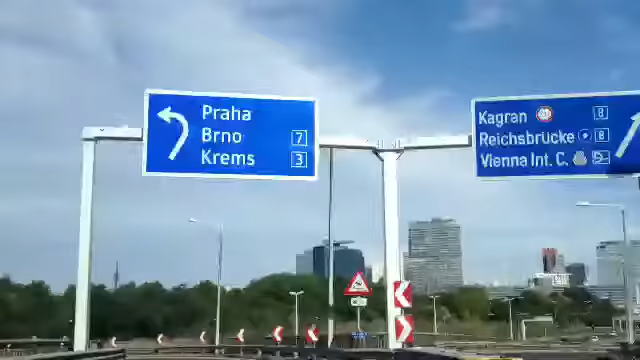 Praha
Brno 7
Krems 3
Kagran 8
Reichsbrücke 8
Vienna Int. C.